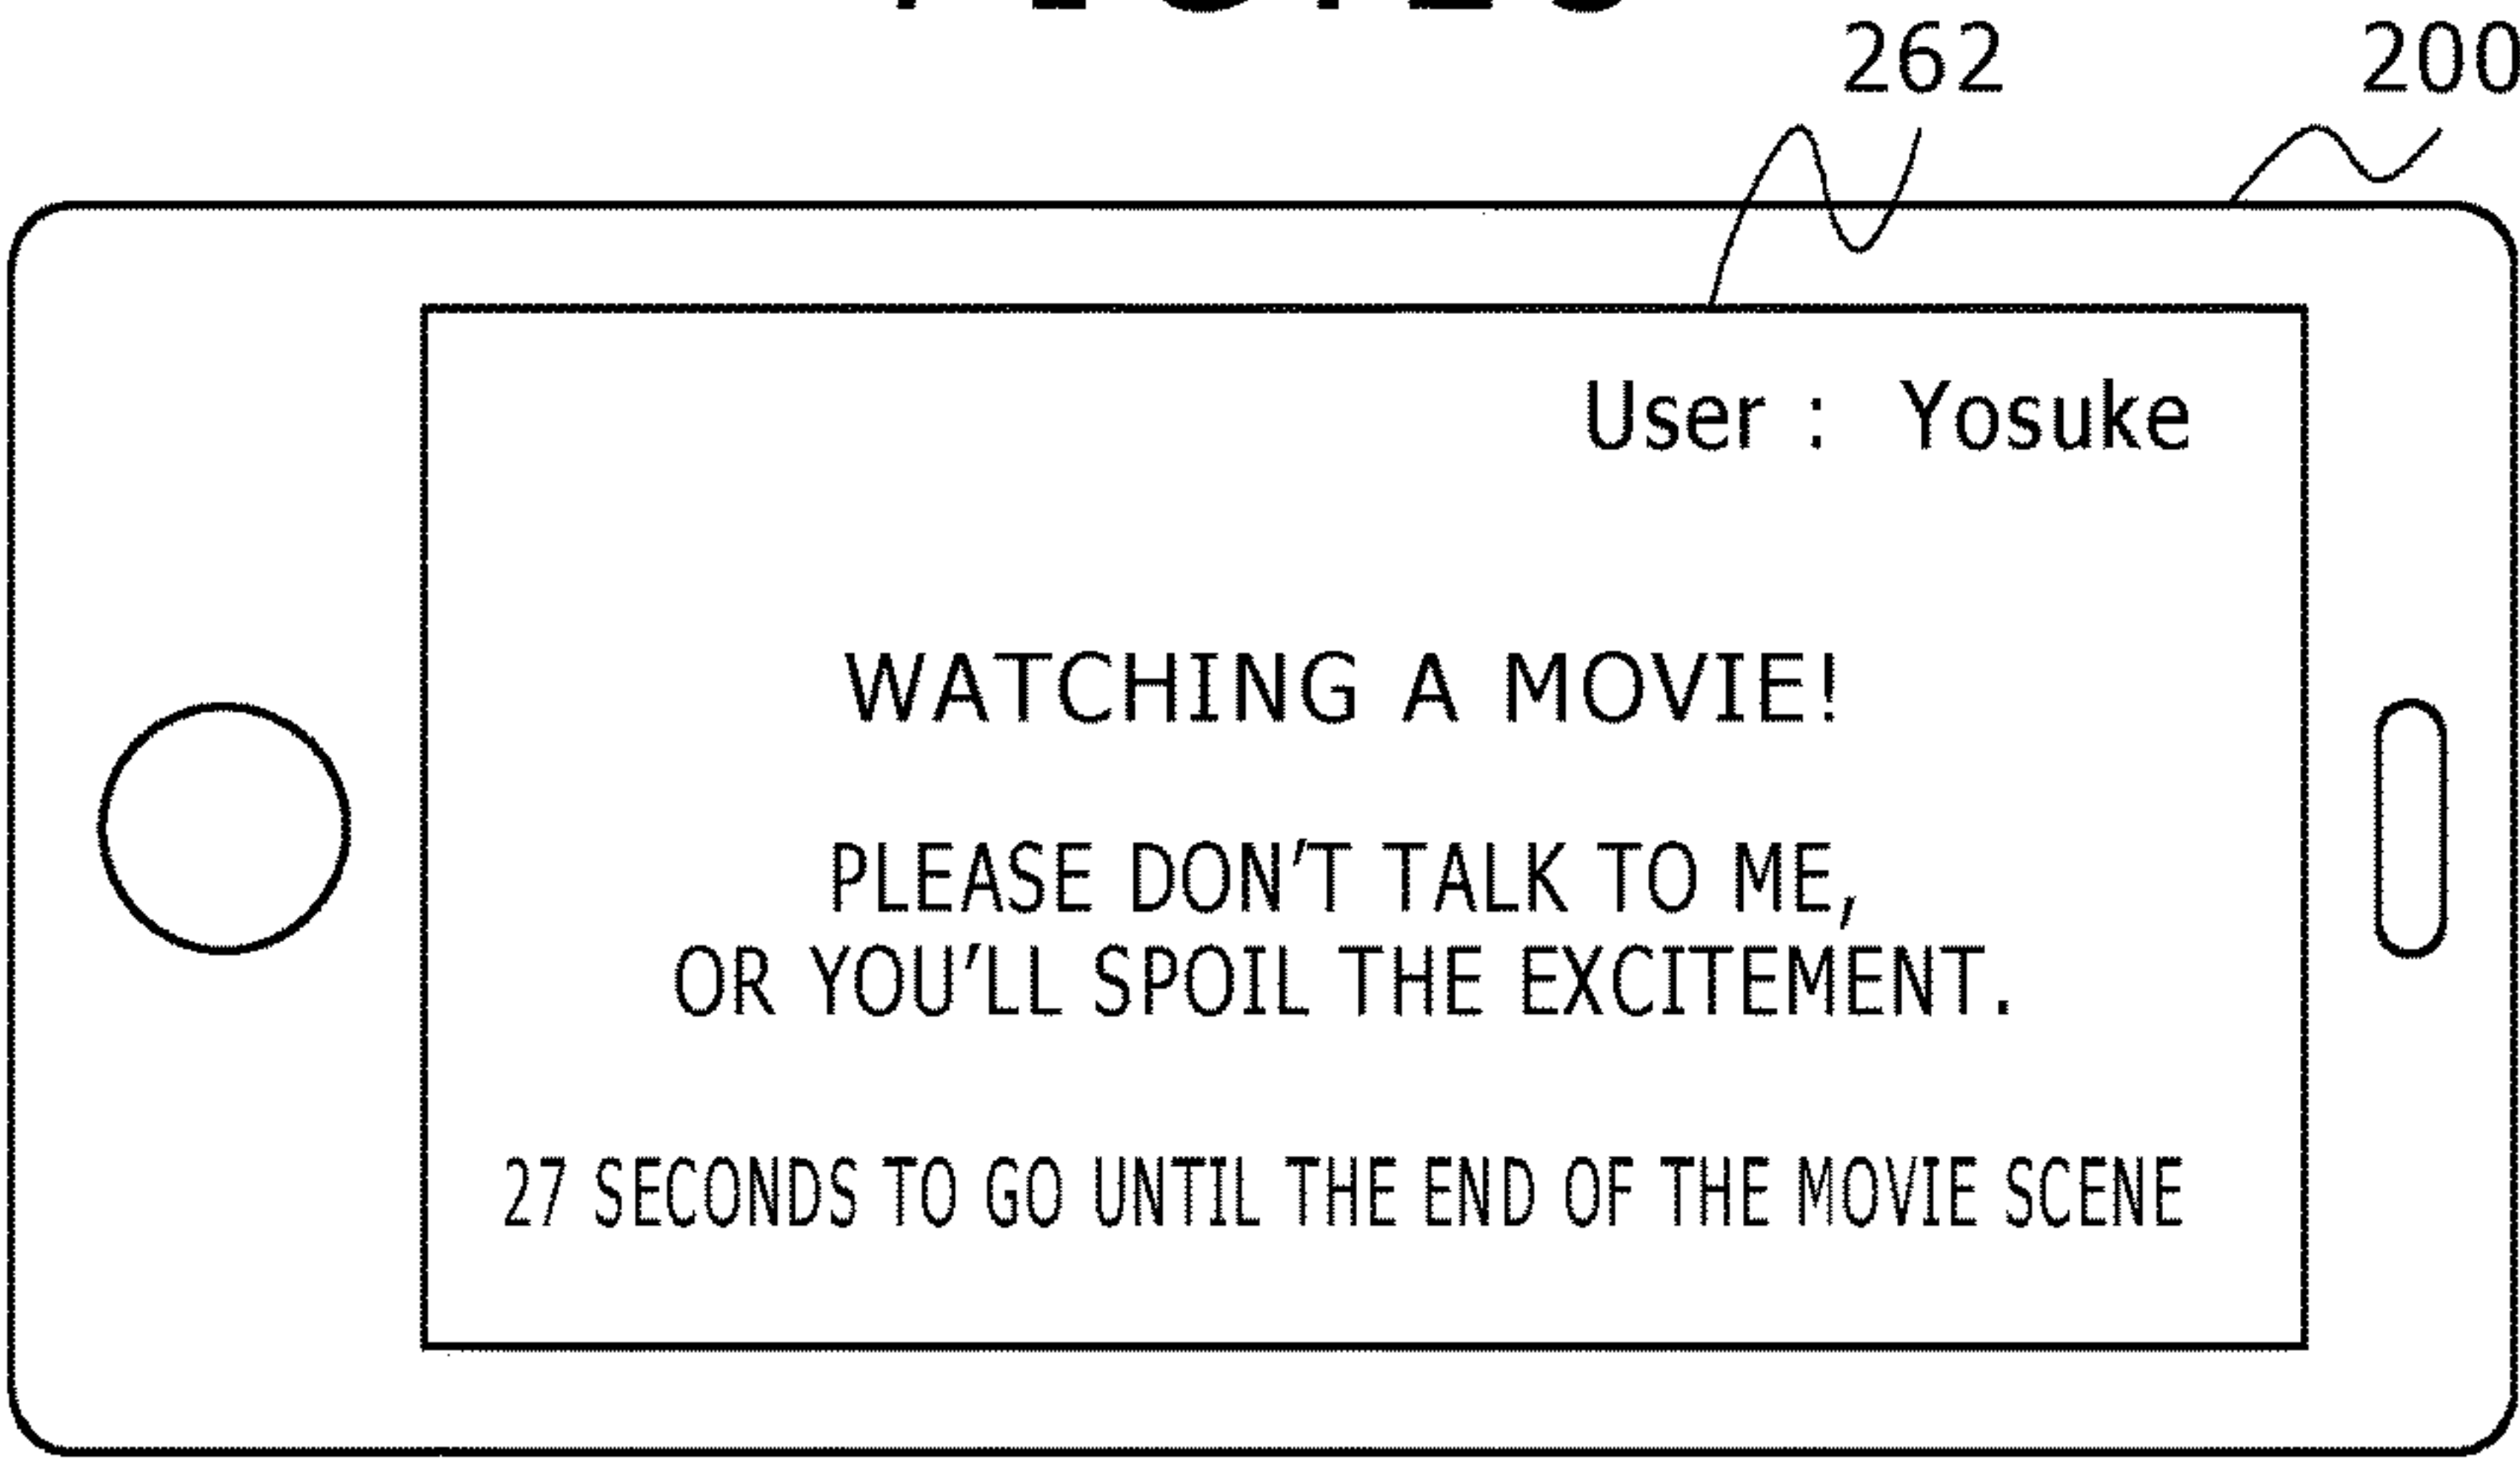 262 200
User : Yosuke
WATCHING A MOVIE!
PLEASE DON'T TALK TO ME,
OR YOU'LL SPOIL THE EXCITEMENT.
27 SECONDS TO GO UNTIL THE END OF THE MOVIE SCENE